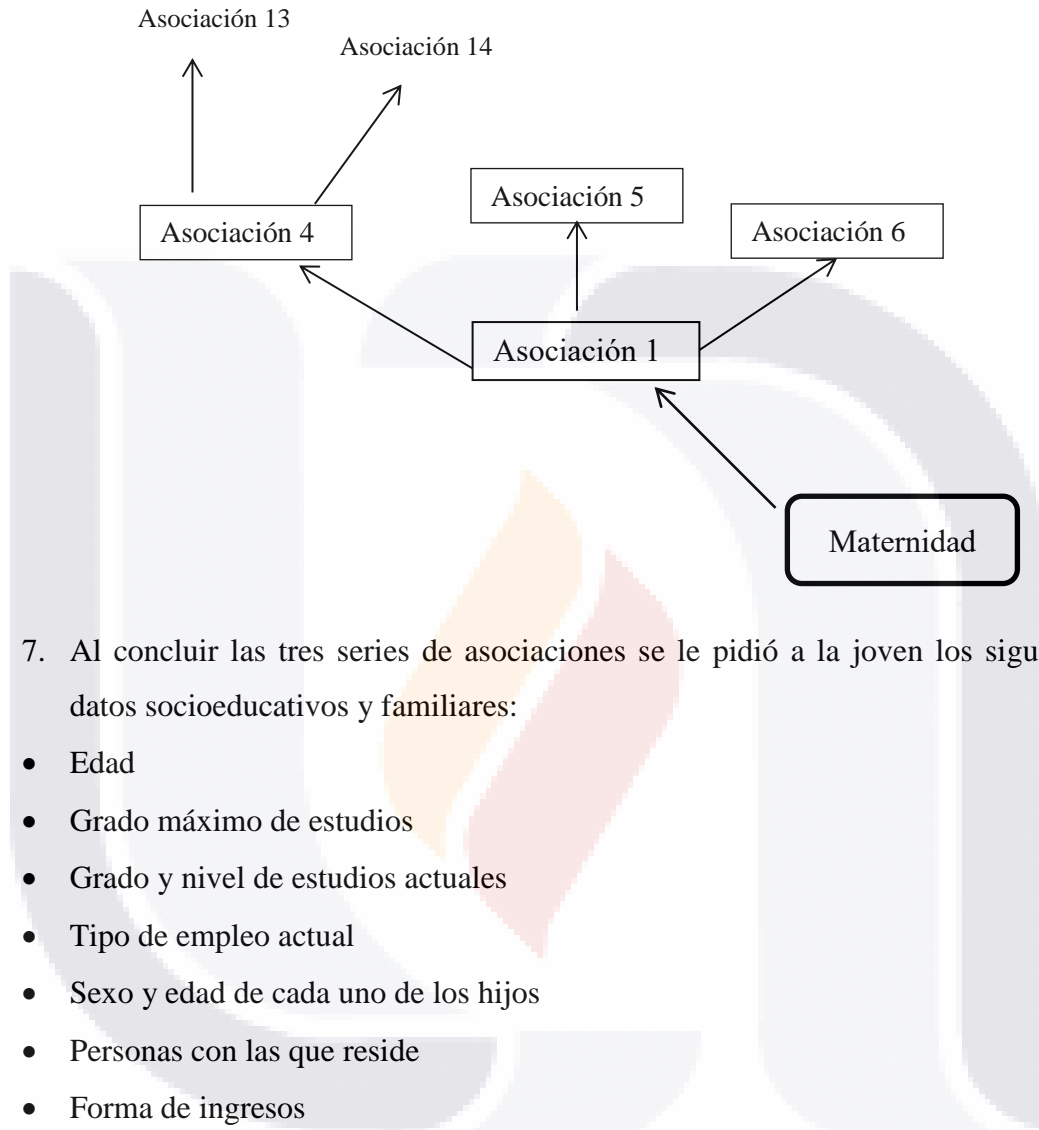 Asociación 13
Asociación 14
Asociación 5
Asociación 4
Asociación 6
Asociación 1
Maternidad
7. Al concluir las tres series de asociaciones se le pidió a la joven los sigu
datos socioeducativos y familiares:
• Edad
• Grado máximo de estudios
• Grado y nivel de estudios actuales
• Tipo de empleo actual
• Sexo y edad de cada uno de los hijos
• Personas con las que reside
• Forma de ingresos